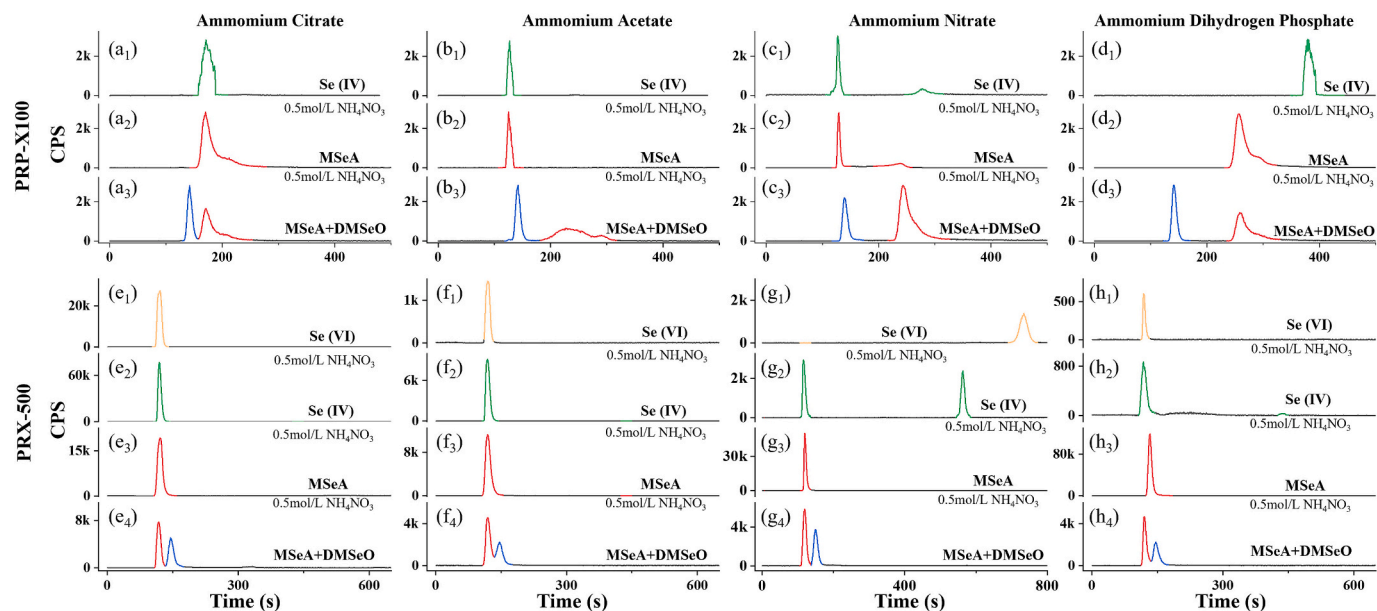 Ammomium Citrate
Ammomium Acetate
Ammomium Nitrate
Ammomium Dihydrogen Phosphate
PRP-X100
CPS
(a1) 2k 0 Se (IV) 0.5mol/L NH4NO3
(b1) 2k 0 Se (IV) 0.5mol/L NH4NO3
(c1) 2k 0 Se (IV) 0.5mol/L NH4NO3
(d1) 2k 0 Se (IV) 0.5mol/L NH4NO3
(a2) 2k 0 MSeA 0.5mol/L NH4NO3
(b2) 2k 0 MSeA 0.5mol/L NH4NO3
(c2) 2k 0 MSeA 0.5mol/L NH4NO3
(d2) 2k 0 MSeA 0.5mol/L NH4NO3
(a3) 2k 0 MSeA+DMSeO
(b3) 2k 0 MSeA+DMSeO
(c3) 2k 0 MSeA+DMSeO
(d3) 2k 0 MSeA+DMSeO
0 200 400
0 200 400
0 200 400
0 200 400
PRX-500
CPS
(e1) 20k 0 Se (VI) 0.5mol/L NH4NO3
(f1) 1k 0 Se (VI) 0.5mol/L NH4NO3
(g1) 2k 0 Se (VI) 0.5mol/L NH4NO3
(h1) 500 0 Se (VI) 0.5mol/L NH4NO3
(e2) 60k 0 Se (IV) 0.5mol/L NH4NO3
(f2) 6k 0 Se (IV) 0.5mol/L NH4NO3
(g2) 2k 0 Se (IV) 0.5mol/L NH4NO3
(h2) 800 0 Se (IV) 0.5mol/L NH4NO3
(e3) 15k 0 MSeA 0.5mol/L NH4NO3
(f3) 8k 0 MSeA 0.5mol/L NH4NO3
(g3) 30k 0 MSeA 0.5mol/L NH4NO3
(h3) 80k 0 MSeA 0.5mol/L NH4NO3
(e4) 8k 0 MSeA+DMSeO
(f4) 4k 0 MSeA+DMSeO
(g4) 4k 0 MSeA+DMSeO
(h4) 4k 0 MSeA+DMSeO
0 300 600
0 300 600
0 400 800
0 300 600
Time (s)
Time (s)
Time (s)
Time (s)